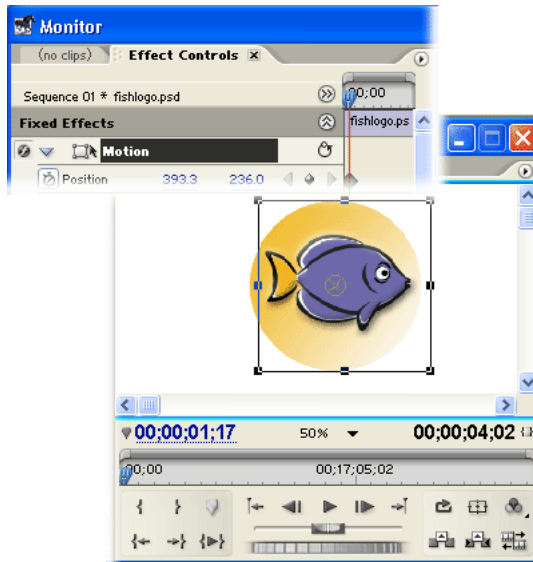 Monitor
(no clips) Effect Controls
Sequence 01 * fishlogo.psd 00;00
Fixed Effects fishlogo.ps
Motion
Position 393.3 236.0
00;00;01;17 50% 00;00;04;02
00;00 00;17;05;02